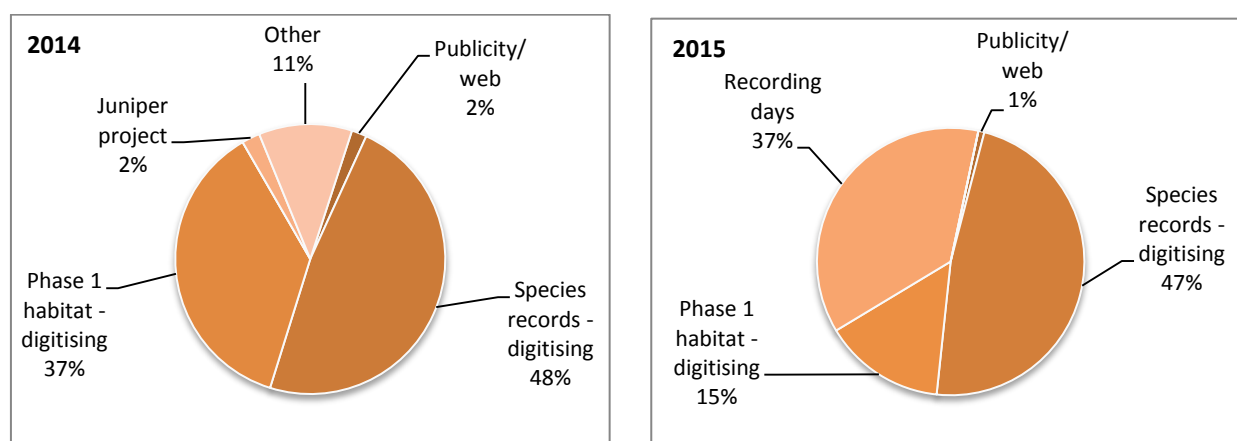 2014
Other
11%
Publicity/
web
2%
Juniper
project
2%
Phase 1
habitat -
digitising
37%
Species
records -
digitising
48%
2015
Publicity/
web
1%
Recording
days
37%
Species
records -
digitising
47%
Phase 1
habitat -
digitising
15%